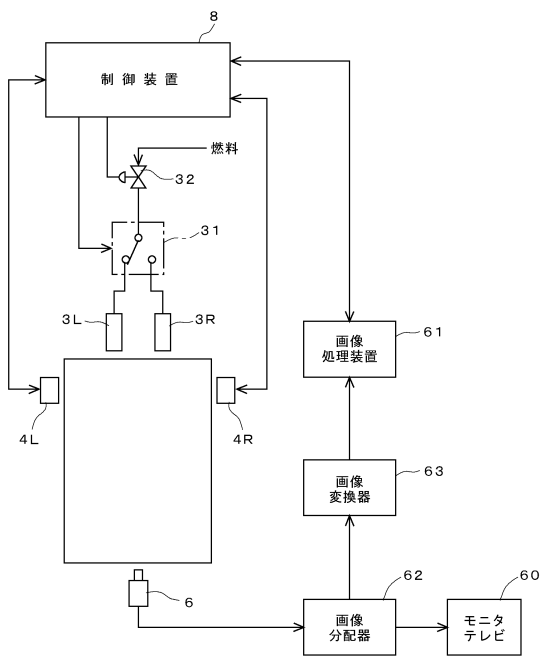 8
制御装置
燃料
32
31
3L
3R
61
画像
処理装置
4L
4R
63
画像
変換器
62
60
6
画像
分配器
モニタ
テレビ